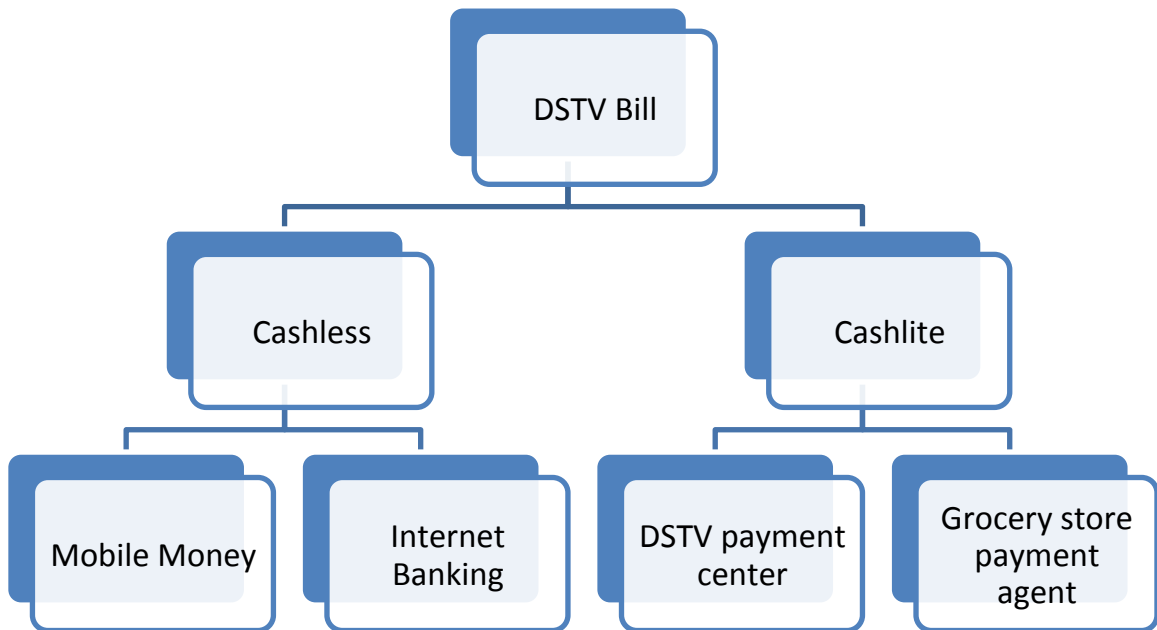 DSTV Bill
Cashless
Cashlite
Mobile Money
Internet
Banking
DSTV payment
center
Grocery store
payment
agent